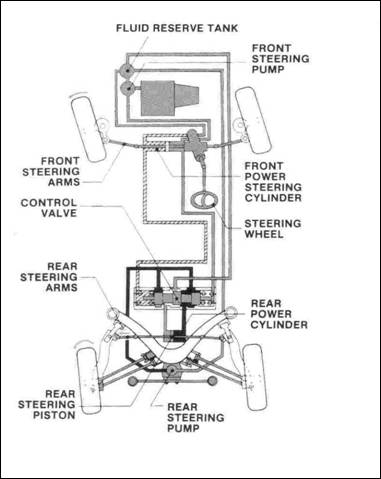 FLUID RESERVE TANK
FRONT
STEERING
PUMP
FRONT
STEERING
ARMS
FRONT
POWER
STEERING
CYLINDER
CONTROL
VALVE
STEERING
WHEEL
REAR
STEERING
ARMS
REAR
POWER
CYLINDER
REAR
STEERING
PISTON
REAR
STEERING
PUMP